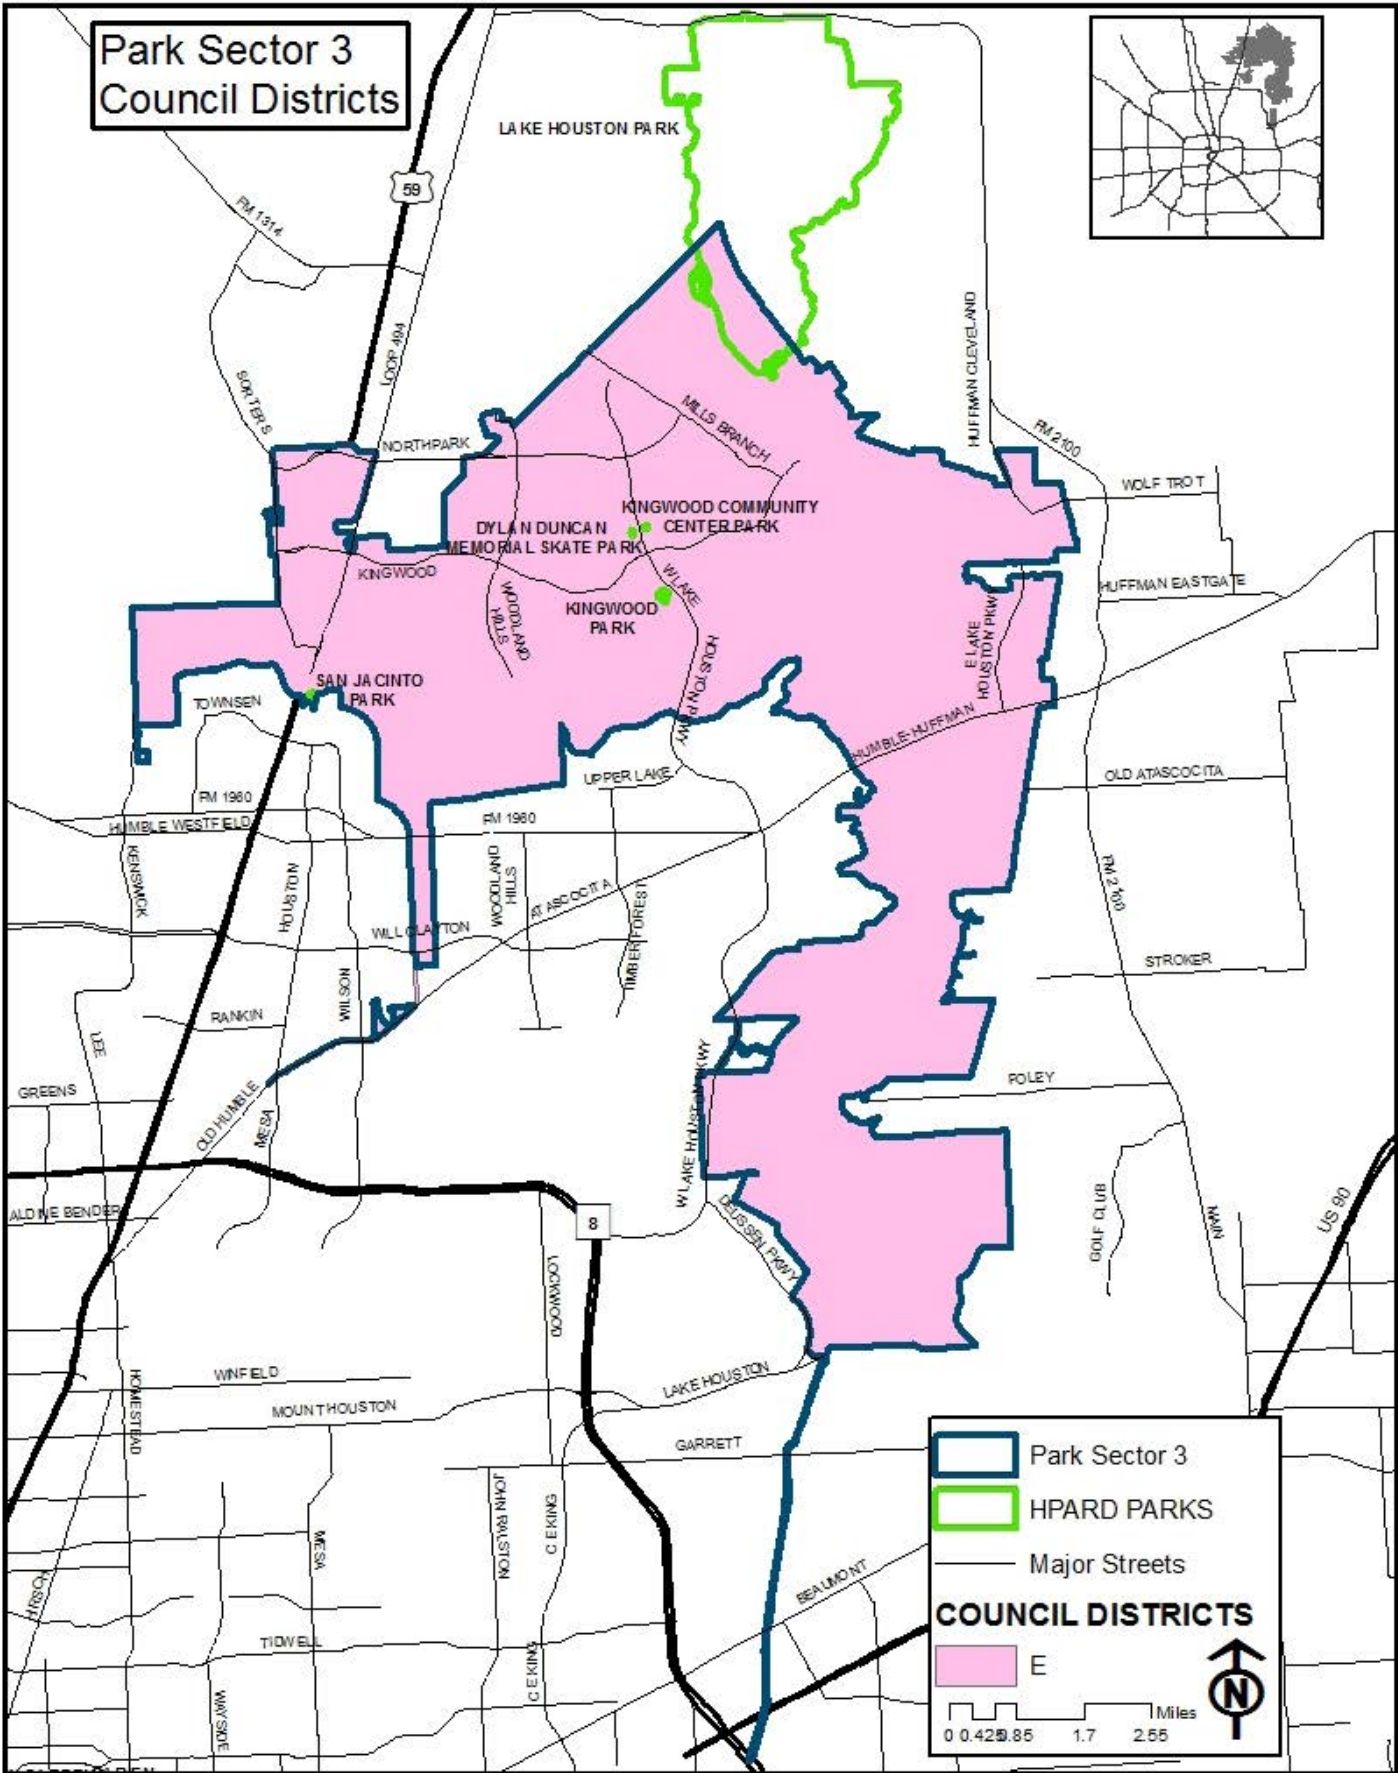 Park Sector 3
Council Districts
LAKE HOUSTON PARK
59
FM 1314
LOOP 494
SORTERS
HUFFMAN CLEVELAND
NORTHPARK
MILLS BRANCH
FM 2100
WOLF TROT
KINGWOOD COMMUNITY
CENTER PARK
DYLAN DUNCAN
MEMORIAL SKATE PARK
KINGWOOD
W LAKE
HOUSTON PKWY
WOODLAND
HILLS
KINGWOOD
PARK
E LAKE
HOUSTON PKWY
HUFFMAN EASTGATE
SAN JACINTO
PARK
TOWNSEN
HUMBLE-HUFFMAN
UPPER LAKE
OLD ATASCOCITA
FM 1960
HUMBLE WESTFIELD
FM 1960
KENSWICK
HOUSTON
WOODLAND
HILLS
ATASCOCITA
TIMBER FOREST
FM 2100
WILL CLAYTON
STROKER
WILSON
RANKIN
LEE
GREENS
OLD HUMBLE
MESA
W LAKE HOUSTON PKWY
FOLEY
ALDINE BENDER
8
DEUSSEN PKWY
GOLF CLUB
MAIN
US 90
LOCKWOOD
HOMESTEAD
WINFIELD
LAKE HOUSTON
MOUNT HOUSTON
GARRETT
JOHN RALSTON
C E KING
MESA
HIRSCH
BEAUMONT
TIDWELL
C E KING
WAYSIDE
Park Sector 3
HPARD PARKS
Major Streets
COUNCIL DISTRICTS
E
N
Miles
0 0.425 0.85 1.7 2.55